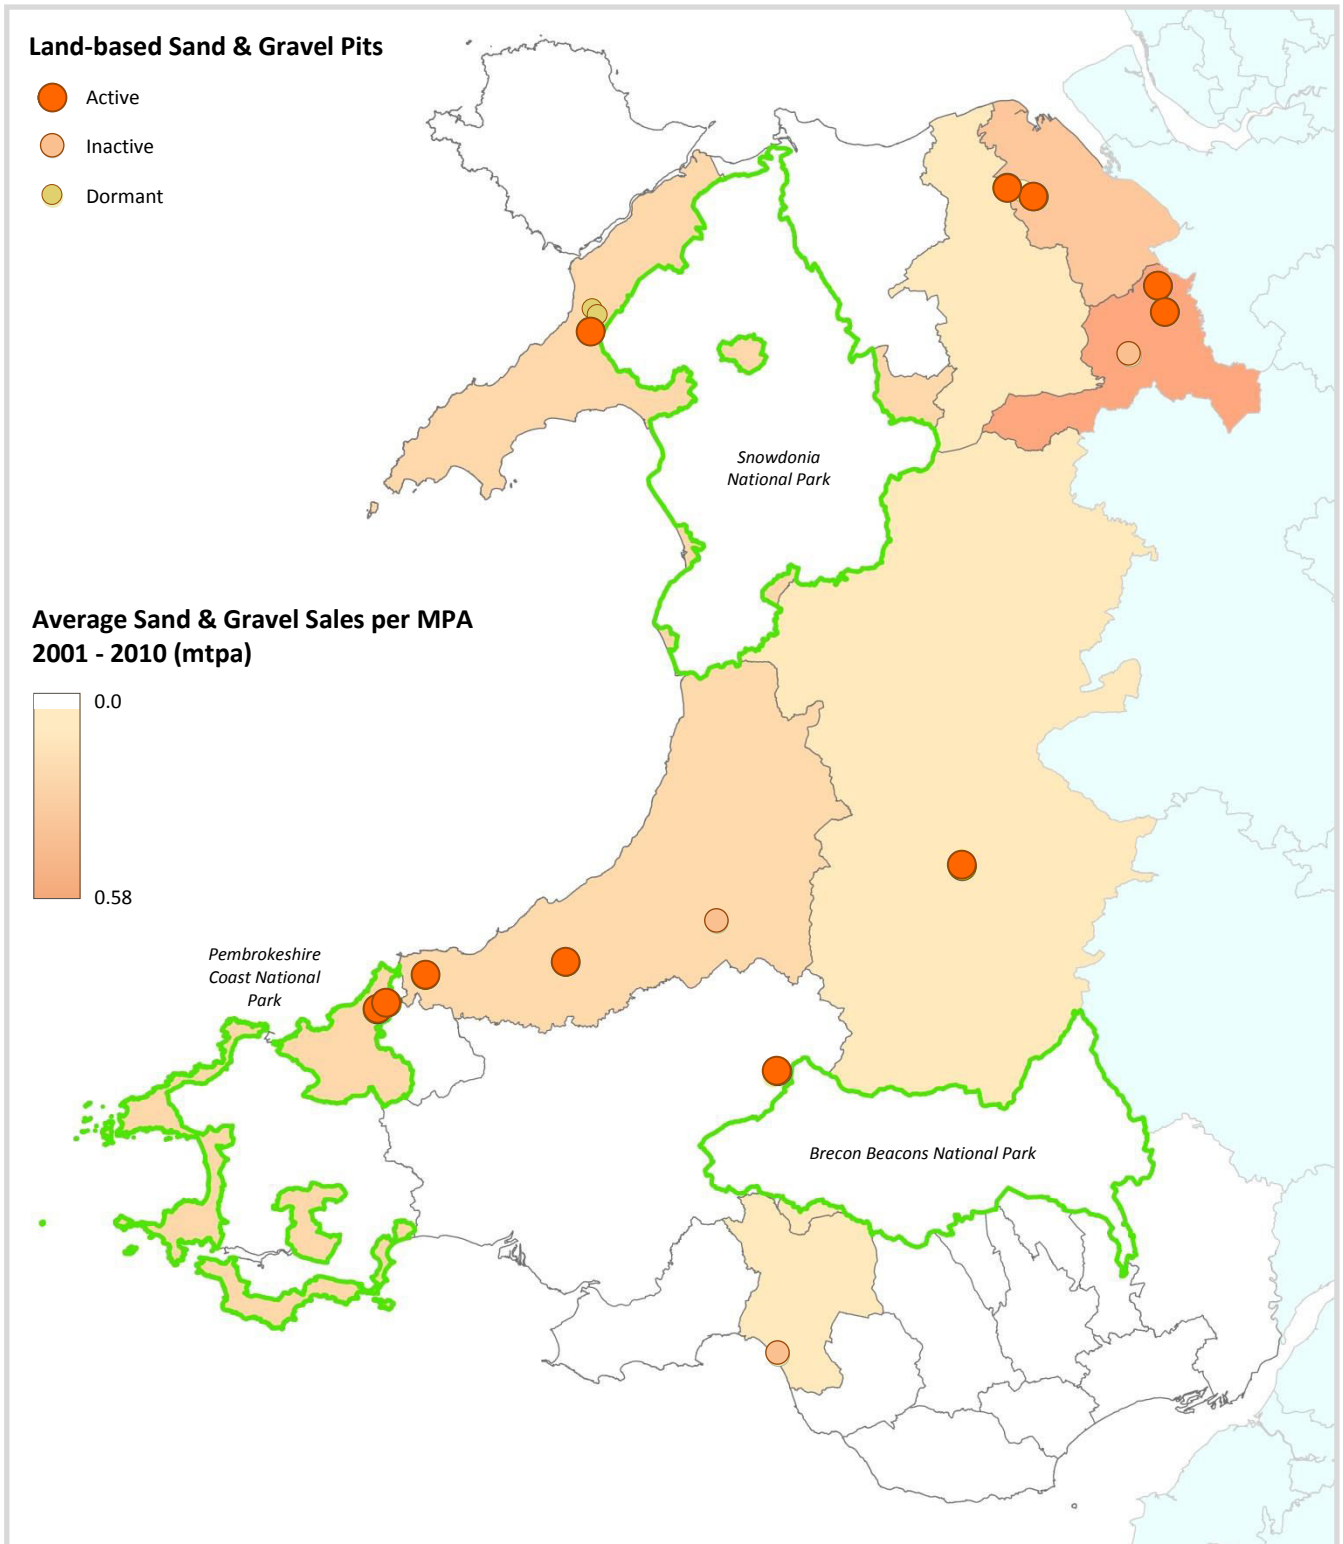 Land-based Sand & Gravel Pits
Active
Inactive
Dormant
Snowdonia
National Park
Average Sand & Gravel Sales per MPA
2001 - 2010 (mtpa)
0.0
0.58
Pembrokeshire
Coast National
Park
Brecon Beacons National Park